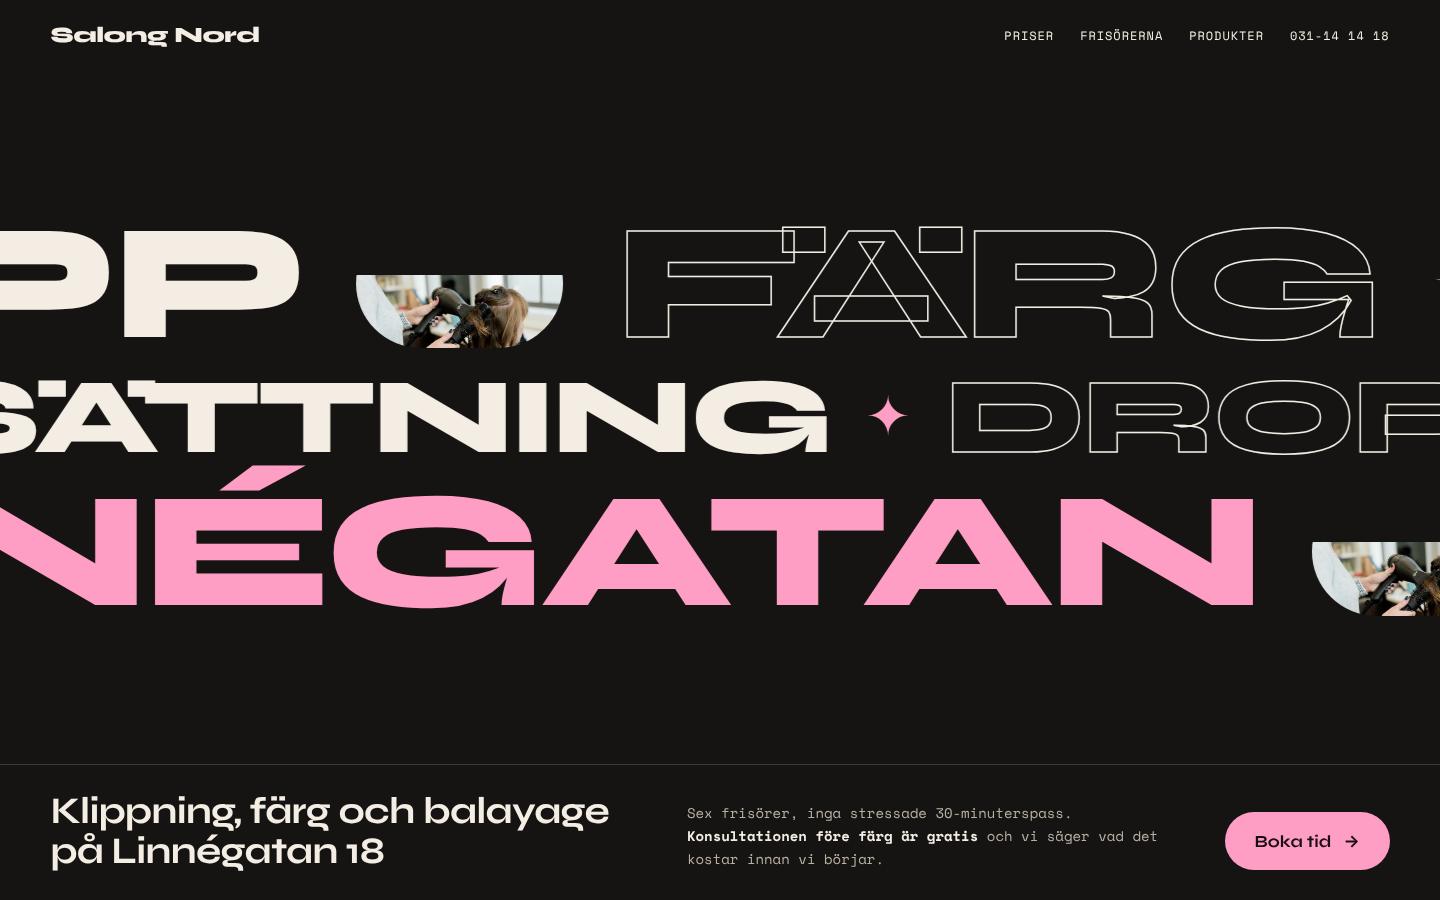 Salong Nord
PRISER FRISÖRERNA PRODUKTER 031-14 14 18
PP FÄRG
SÄTTNING ✦ DROP
NÉGATAN
Klippning, färg och balayage
på Linnégatan 18
Sex frisörer, inga stressade 30-minuterspass.
Konsultationen före färg är gratis och vi säger vad det
kostar innan vi börjar.
Boka tid →